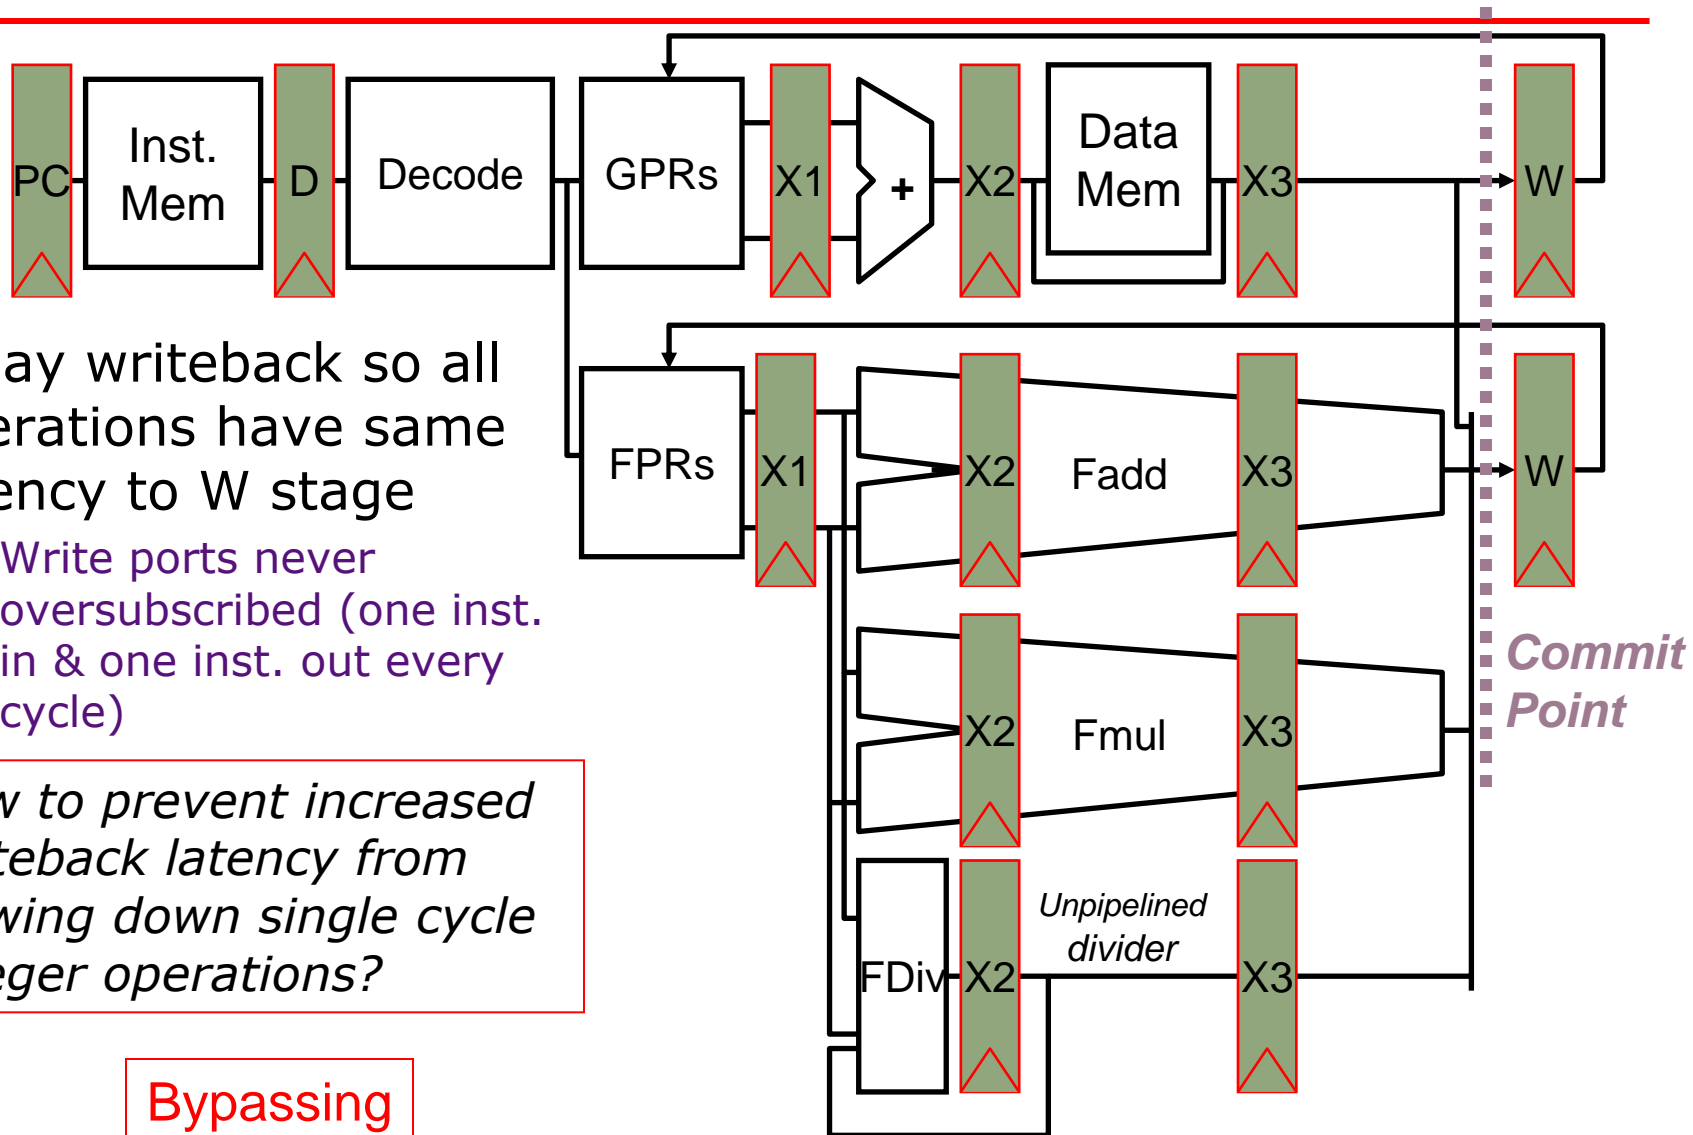 PC
Inst.
Mem
D
Decode
GPRs
X1
+
X2
Data
Mem
X3
W
ay writeback so all
erations have same
ency to W stage
Write ports never
oversubscribed (one inst.
in & one inst. out every
cycle)
FPRs
X1
X2
Fadd
X3
W
X2
Fmul
X3
Commit
Point
w to prevent increased
teback latency from
wing down single cycle
eger operations?
FDiv
X2
Unpipelined
divider
X3
Bypassing